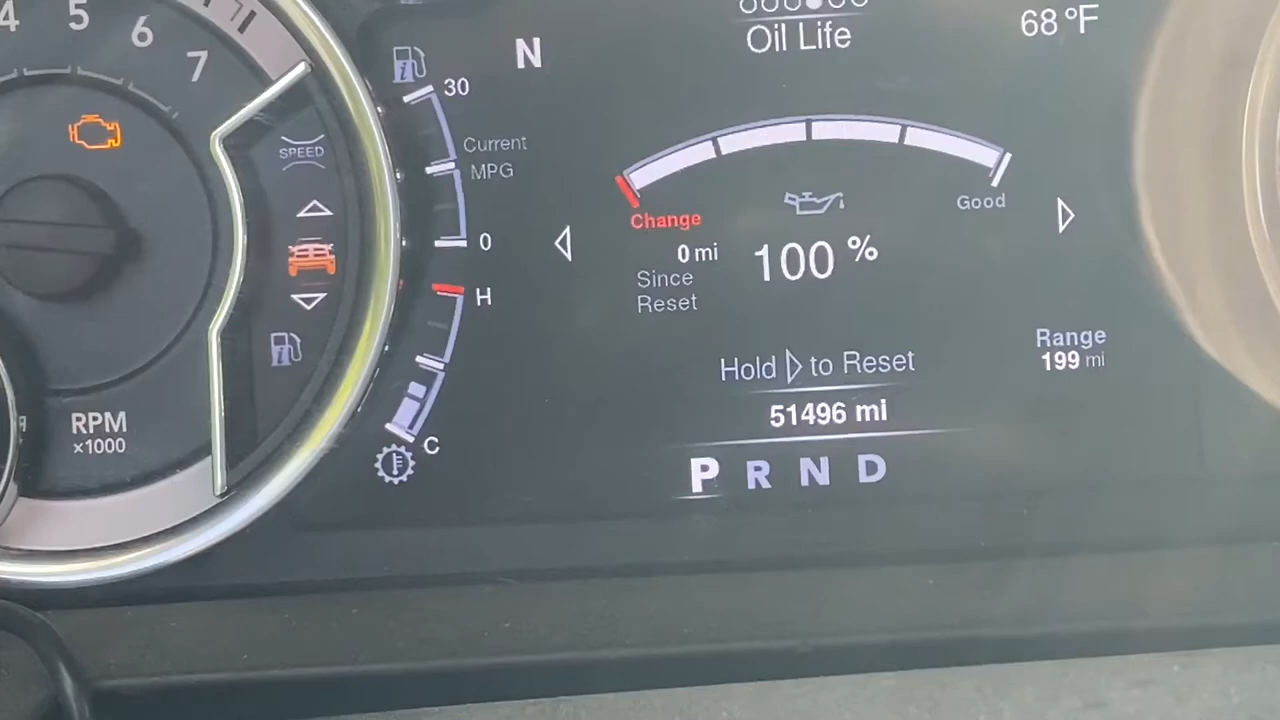 4 5 6 7
SPEED
RPM
x1000
N
30
Current
MPG
0
H
C
Oil Life
68 °F
Change
Good
0 mi
100 %
Since
Reset
Hold ▷ to Reset
Range
199 mi
51496 mi
P R N D